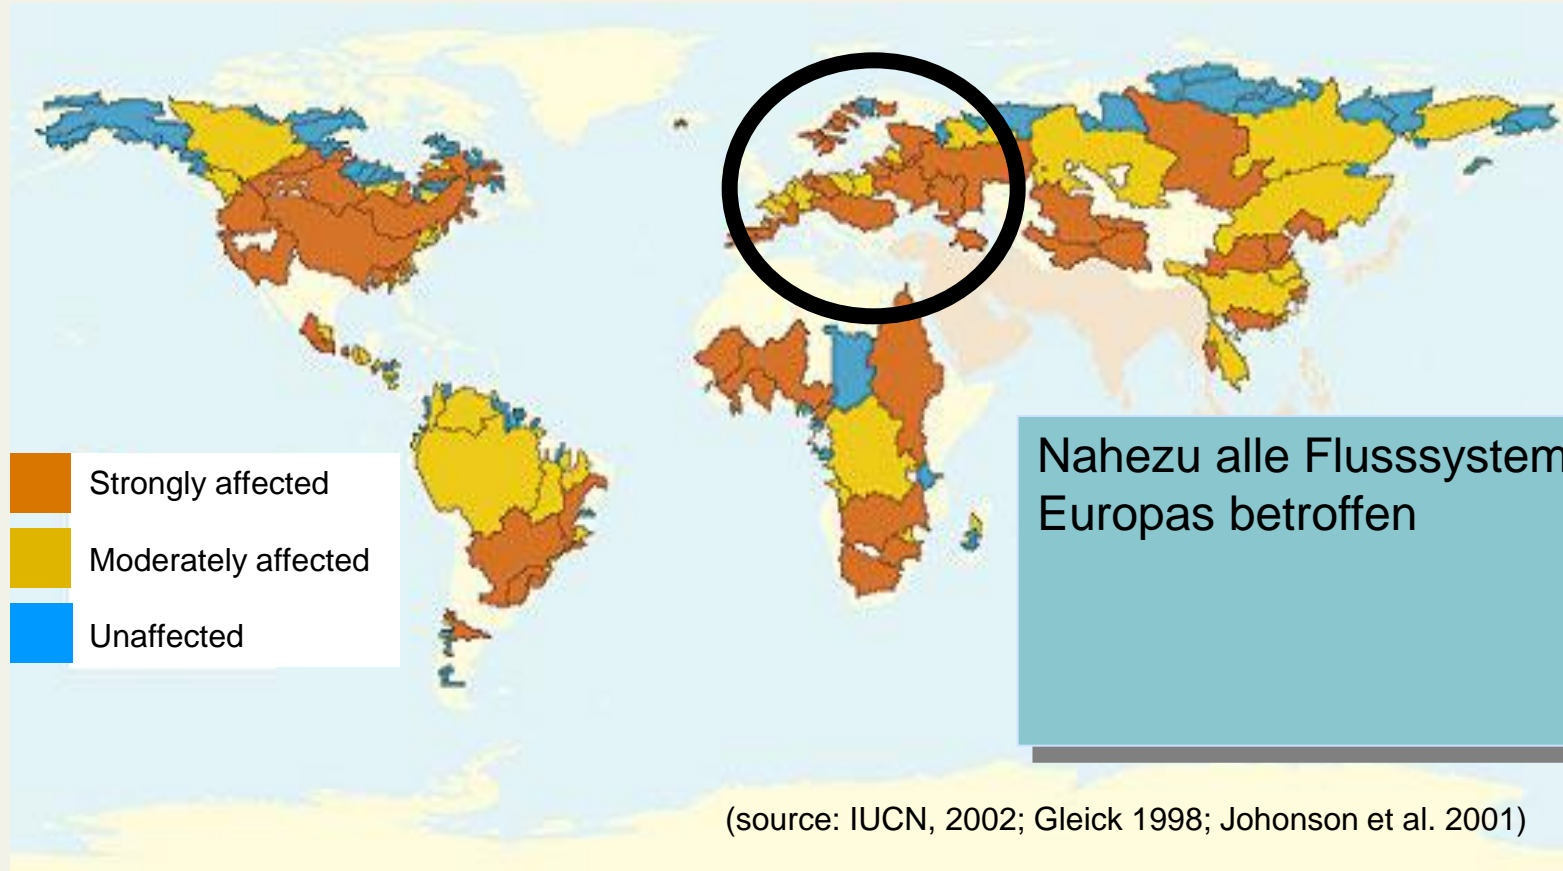 Strongly affected
Moderately affected
Unaffected
Nahezu alle Flusssystem
Europas betroffen
(source: IUCN, 2002; Gleick 1998; Johonson et al. 2001)